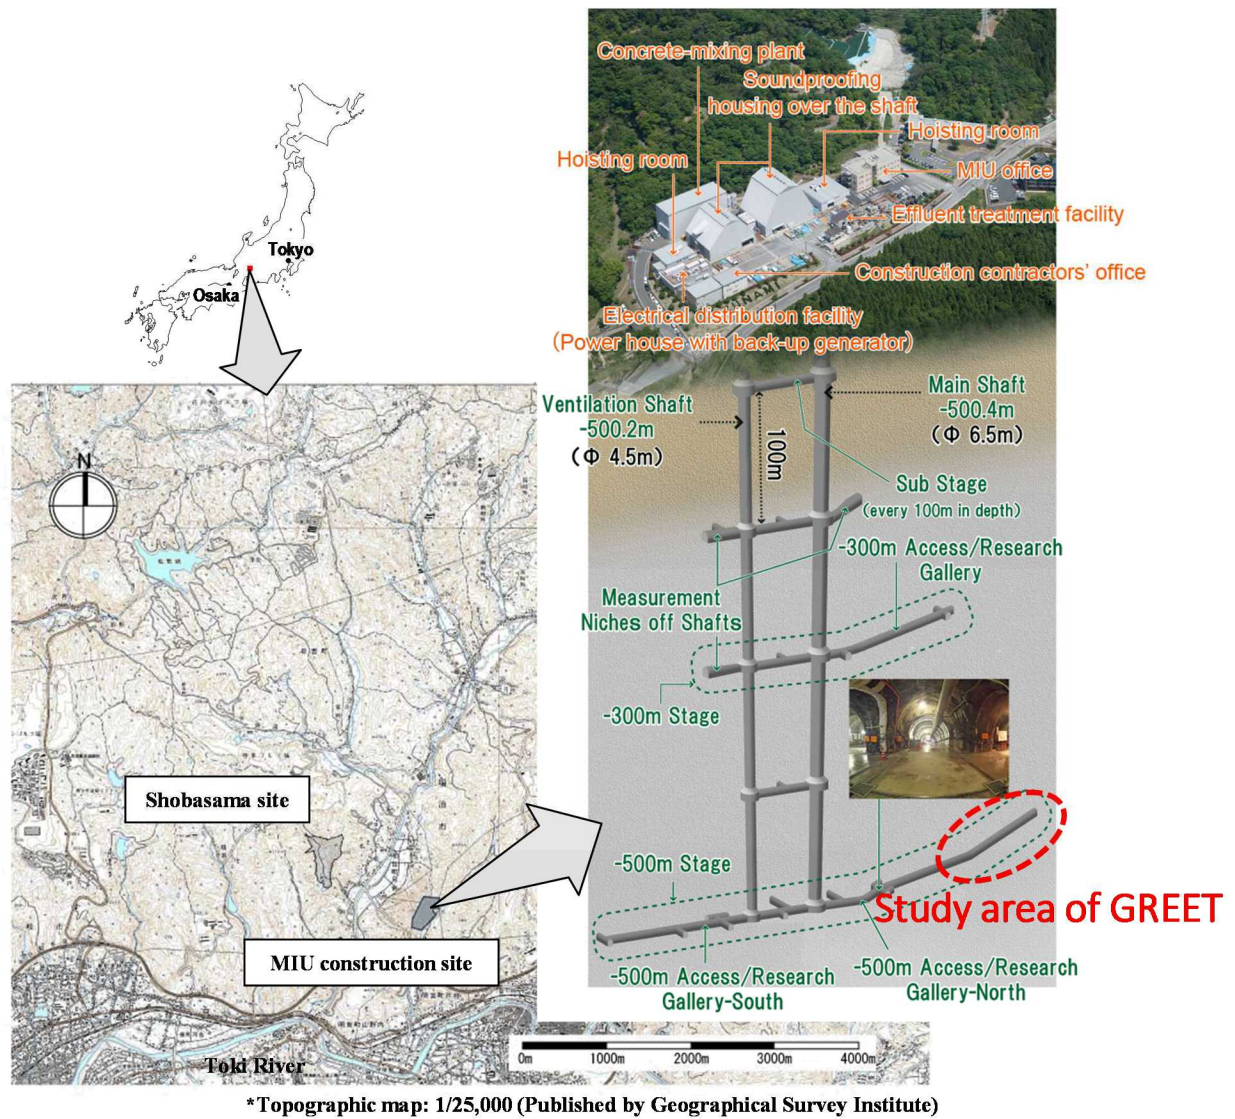 Concrete-mixing plant
Soundproofing
housing over the shaft
Hoisting room
Hoisting room
MIU office
Effluent treatment facility
Construction contractors' office
Electrical distribution facility
(Power house with back-up generator)
Tokyo
Osaka
N
Ventilation Shaft
-500.2m
(Φ 4.5m)
100m
Main Shaft
-500.4m
(Φ 6.5m)
Sub Stage
(every 100m in depth)
-300m Access/Research
Gallery
Measurement
Niches off Shafts
-300m Stage
Shobasama site
-500m Stage
Study area of GREET
MIU construction site
-500m Access/Research
Gallery-South
-500m Access/Research
Gallery-North
Toki River
0m 1000m 2000m 3000m 4000m
*Topographic map: 1/25,000 (Published by Geographical Survey Institute)